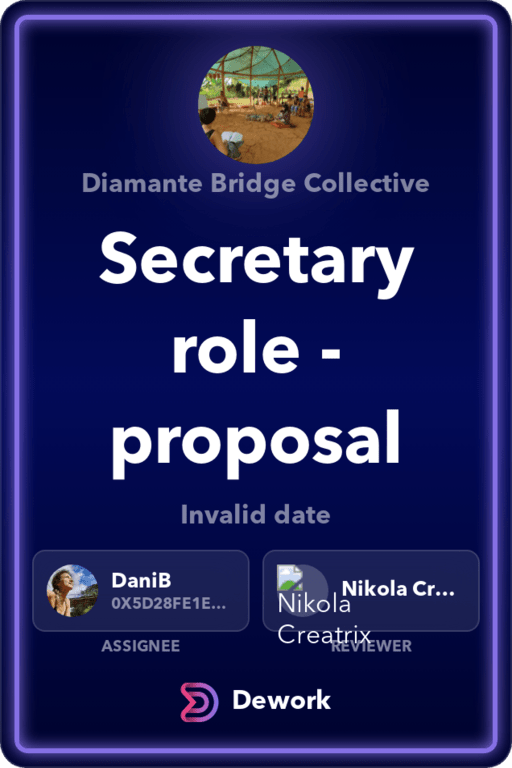 Diamante Bridge Collective
Secretary
role -
proposal
Invalid date
DaniB
0X5D28FE1E...
Nikola Cr...
Nikola
Creatrix
ASSIGNEE
REVIEWER
Dework